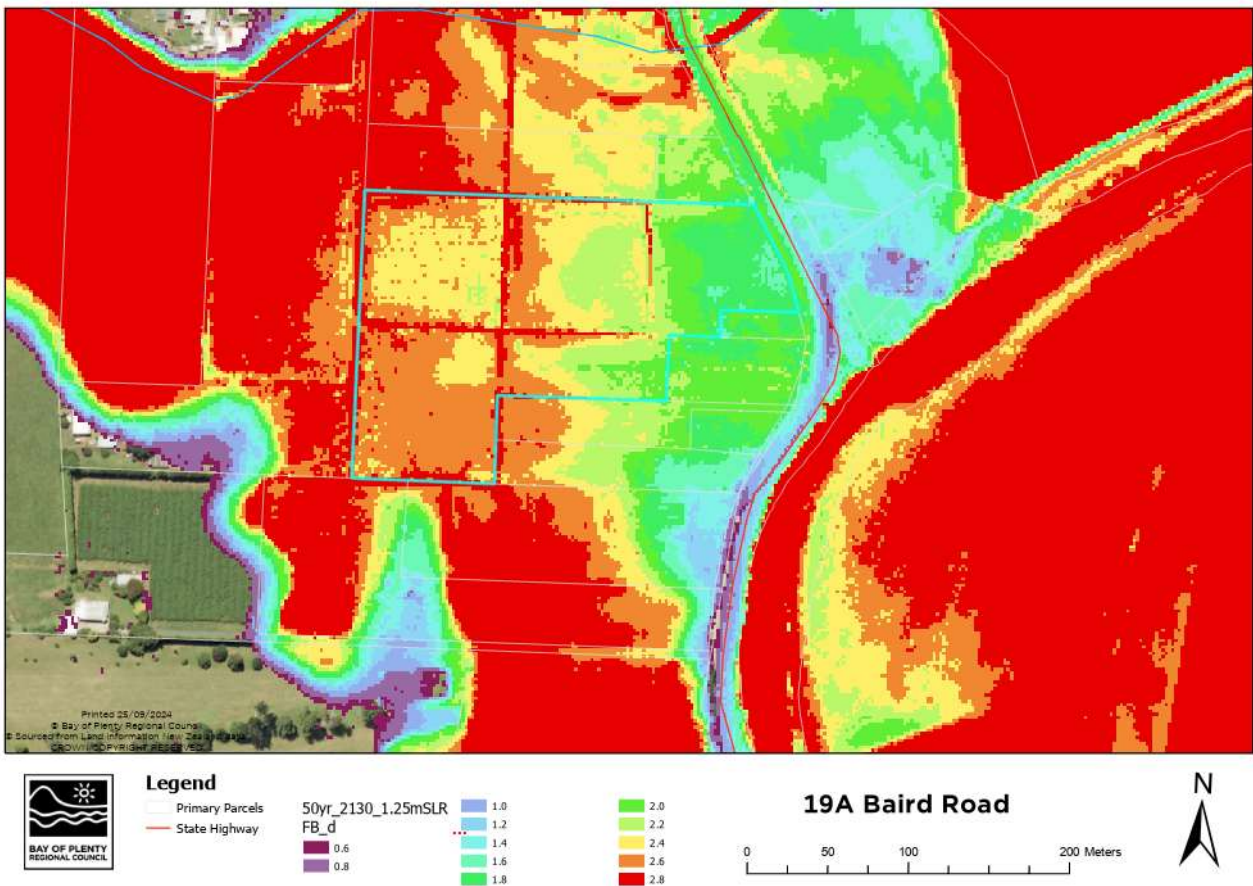 Printed 25/09/2024
© Bay of Plenty Regional Council
© Sourced from Land Information New Zealand data.
CROWN COPYRIGHT RESERVED.
BAY OF PLENTY
REGIONAL COUNCIL
Legend
Primary Parcels
State Highway
50yr_2130_1.25mSLR
FB_d
0.6
0.8
1.0
1.2
1.4
1.6
1.8
2.0
2.2
2.4
2.6
2.8
19A Baird Road
0 50 100 200 Meters
N